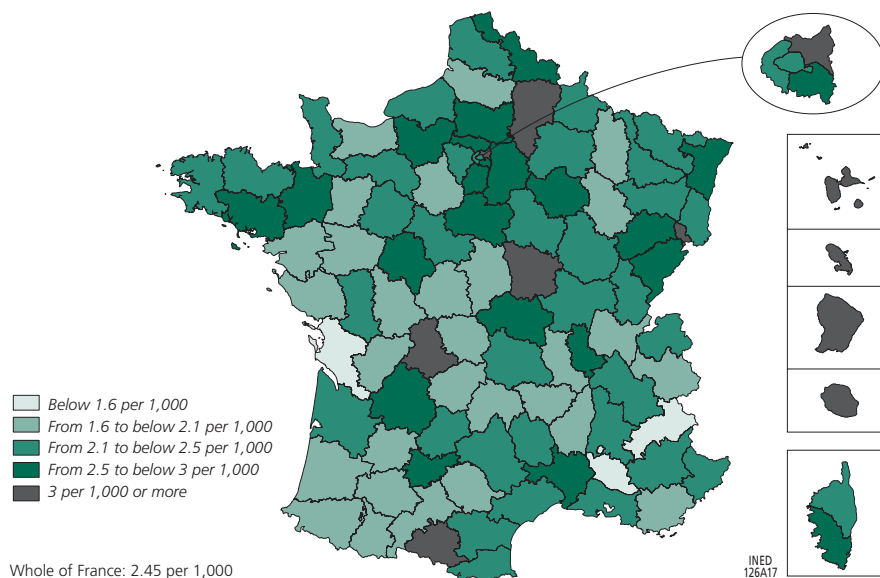 Below 1.6 per 1,000
From 1.6 to below 2.1 per 1,000
From 2.1 to below 2.5 per 1,000
From 2.5 to below 3 per 1,000
3 per 1,000 or more
Whole of France: 2.45 per 1,000
INED
126A17